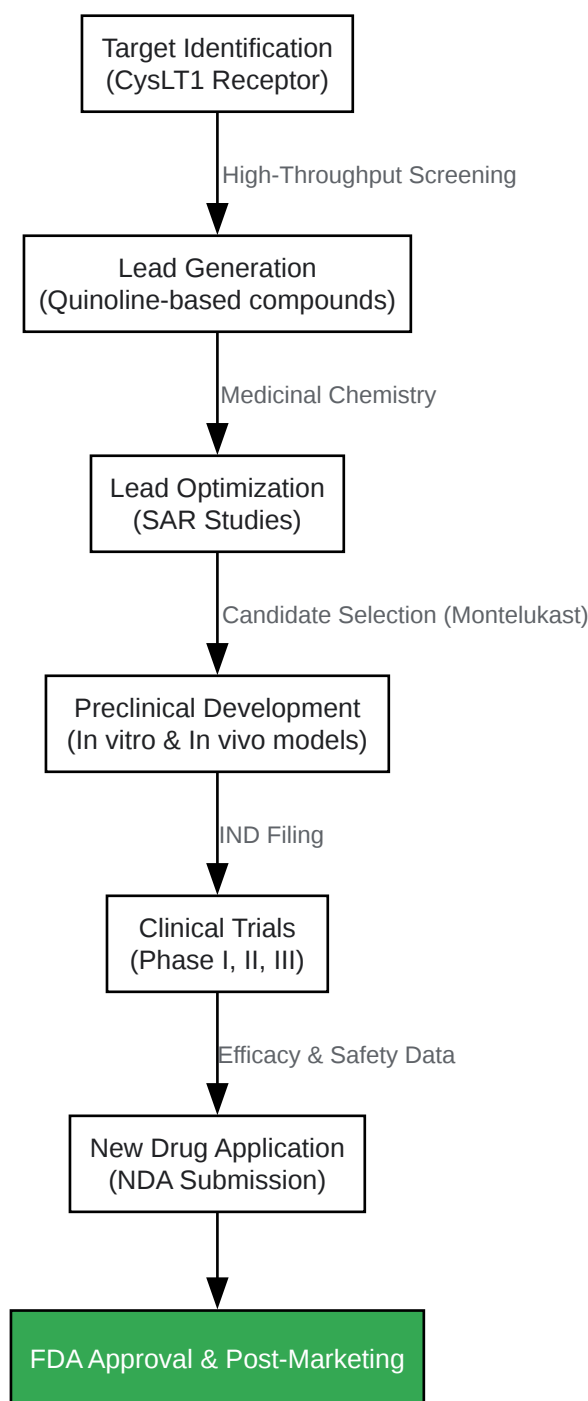 Target Identification
(CysLT1 Receptor)
High-Throughput Screening
Lead Generation
(Quinoline-based compounds)
Medicinal Chemistry
Lead Optimization
(SAR Studies)
Candidate Selection (Montelukast)
Preclinical Development
(In vitro & In vivo models)
IND Filing
Clinical Trials
(Phase I, II, III)
Efficacy & Safety Data
New Drug Application
(NDA Submission)
FDA Approval & Post-Marketing